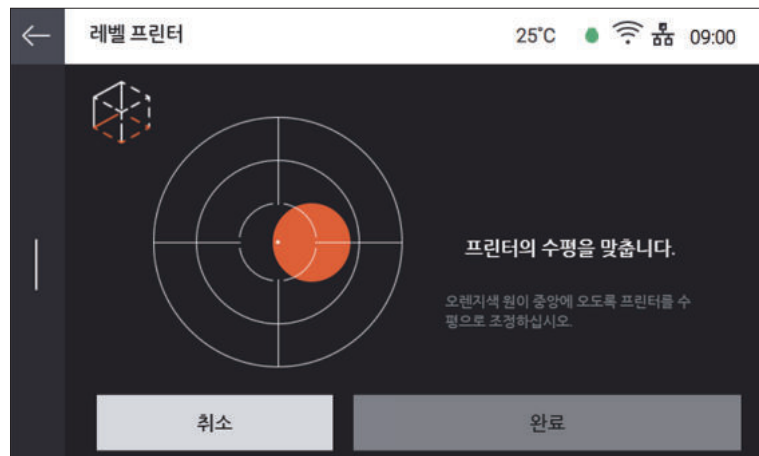 레벨 프린터
25°C
09:00
프린터의 수평을 맞춥니다.
오렌지색 원이 중앙에 오도록 프린터를 수
평으로 조정하십시오.
취소
완료